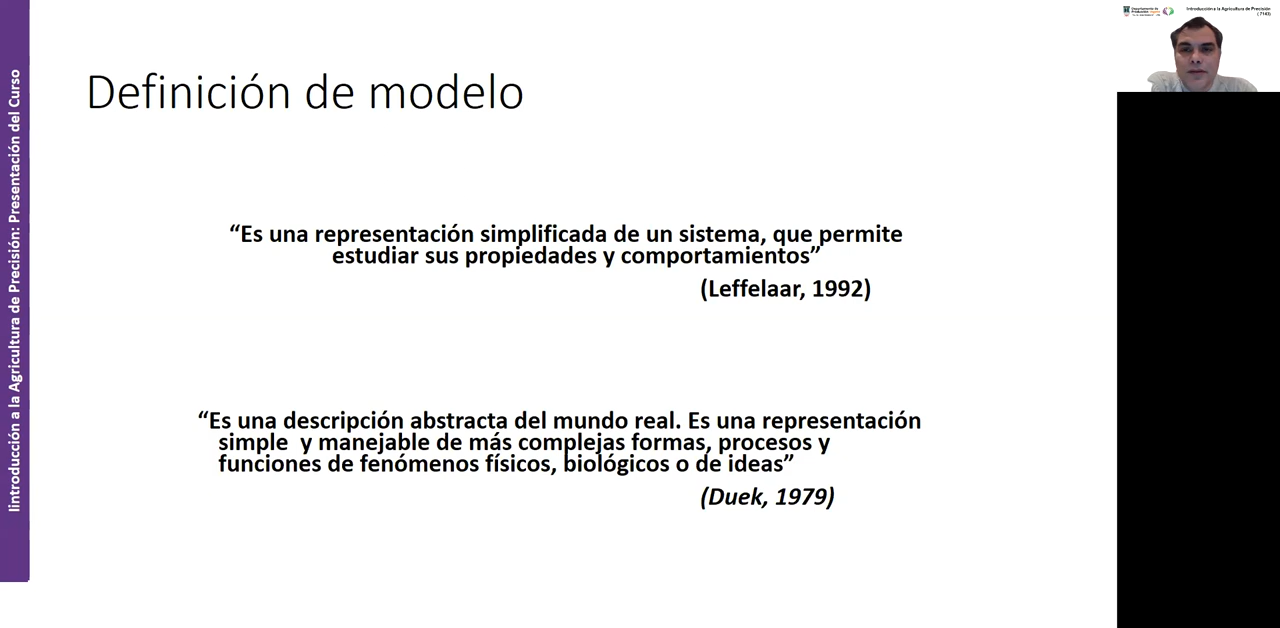 Definición de modelo
“Es una representación simplificada de un sistema, que permite
estudiar sus propiedades y comportamientos”
(Leffelaar, 1992)
“Es una descripción abstracta del mundo real. Es una representación
simple y manejable de más complejas formas, procesos y
funciones de fenómenos físicos, biológicos o de ideas”
(Duek, 1979)
Iintroducción a la Agricultura de Precisión: Presentación del Curso
Departamento de
Introducción a la Agricultura de Precisión
(7143)